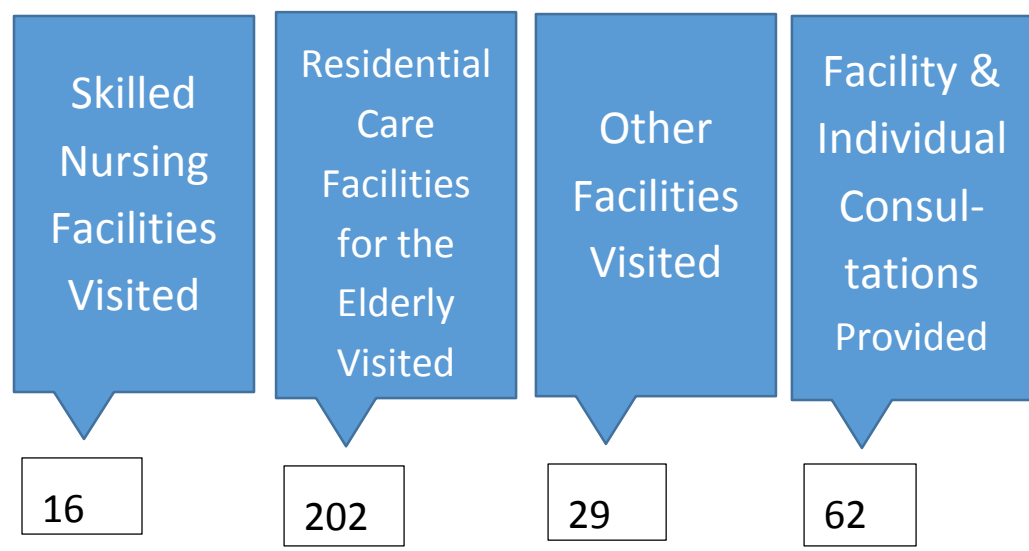 Skilled
Nursing
Facilities
Visited
16
Residential
Care
Facilities
for the
Elderly
Visited
202
Other
Facilities
Visited
29
Facility &
Individual
Consul-
tations
Provided
62